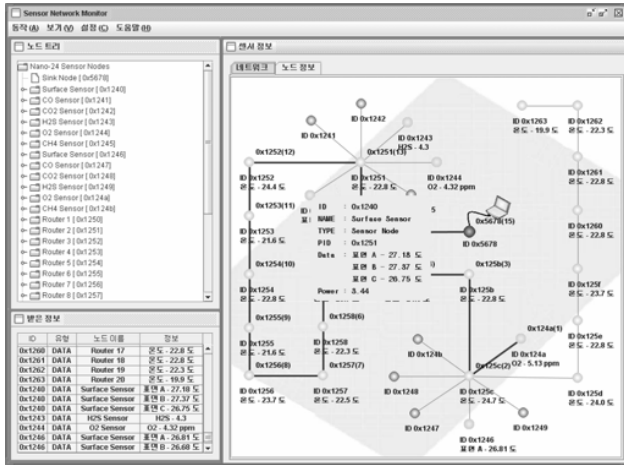 Sensor Network Monitor
동작(A) 보기(V) 설정(C) 도움말(H)
노드 트리
Nano-24 Sensor Nodes
Sink Node [0x5678]
Surface Sensor [0x1240]
CO Sensor [0x1241]
CO2 Sensor [0x1242]
H2S Sensor [0x1243]
O2 Sensor [0x1244]
CH4 Sensor [0x1245]
Surface Sensor [0x1246]
CO Sensor [0x1247]
CO2 Sensor [0x1248]
H2S Sensor [0x1249]
O2 Sensor [0x124a]
CH4 Sensor [0x1246]
Router 1 [0x1250]
Router 2 [0x1251]
Router 3 [0x1252]
Router 4 [0x1253]
Router 5 [0x1254]
Router 6 [0x1255]
Router 7 [0x1256]
Router 8 [0x1257]
받은 정보
ID 유형 노드 이름 정보
0x1260 DATA Router 17 온도 - 22.8 도
0x1261 DATA Router 18 온도 - 22.8 도
0x1262 DATA Router 19 온도 - 22.3 도
0x1263 DATA Router 20 온도 - 19.9 도
0x1240 DATA Surface Sensor 표면 A - 27.18 도
0x1240 DATA Surface Sensor 표면 B - 27.37 도
0x1240 DATA Surface Sensor 표면 C - 26.75 도
0x1243 DATA H2S Sensor H2S - 4.3
0x1244 DATA O2 Sensor O2 - 4.32 ppm
0x1246 DATA Surface Sensor 표면 A - 26.81 도
0x1246 DATA Surface Sensor 표면 B - 26.68 도
센서 정보
네트워크 노드 정보
ID 0x1242
ID 0x1241
ID 0x1243
H2S - 4.3
ID 0x1263
온도 - 19.9 도
ID 0x1262
온도 - 22.3 도
0x1252(12)
0x1251(13)
ID 0x1252
온도 - 24.4 도
ID 0x1251
온도 - 22.8 도
ID 0x1244
O2 - 4.32 ppm
ID 0x1261
온도 - 22.8 도
0x1253(11)
ID 0x1253
온도 - 21.6 도
ID : 0x1240
NAME : Surface Sensor
TYPE : Sensor Node
PID : 0x1251
Data : 표면 A - 27.18 도
표면 B - 27.37 도
표면 C - 26.75 도
Power : 3.44
0x5678(15)
ID 0x5678
ID 0x1260
온도 - 22.8 도
0x1254(10)
ID 0x1254
온도 - 22.8 도
0x125b(3)
ID 0x125b
온도 - 22.8 도
ID 0x125f
온도 - 23.7 도
0x1255(9)
0x1258(6)
ID 0x1255
온도 - 21.6 도
ID 0x1258
온도 - 22.3 도
0x124a(1)
ID 0x124b
ID 0x124a
O2 - 5.13 ppm
ID 0x125e
온도 - 22.8 도
0x1256(8)
0x1257(7)
0x125c(2)
ID 0x1256
온도 - 23.7 도
ID 0x1257
온도 - 22.5 도
ID 0x1248
ID 0x125c
온도 - 24.7 도
ID 0x125d
온도 - 24.0 도
ID 0x1247
ID 0x1249
ID 0x1246
표면 A - 26.81 도